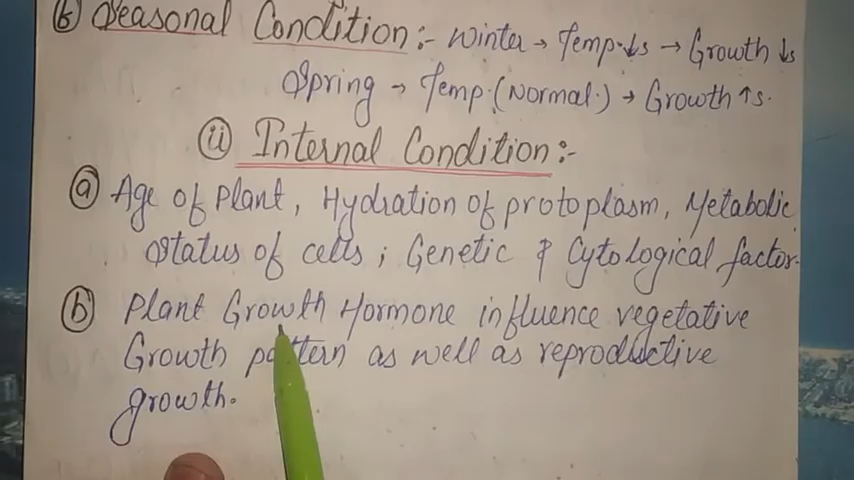 (b) Seasonal Condition :- Winter → Temp. ↓s → Growth ↓s
Spring → Temp. (Normal.) → Growth ↑s.
(ii) Internal Condition :-
(a) Age of Plant, Hydration of protoplasm, Metabolic
Status of cells ; Genetic & Cytological factor.
(b) Plant Growth Hormone influence vegetative
Growth pattern as well as reproductive
growth.